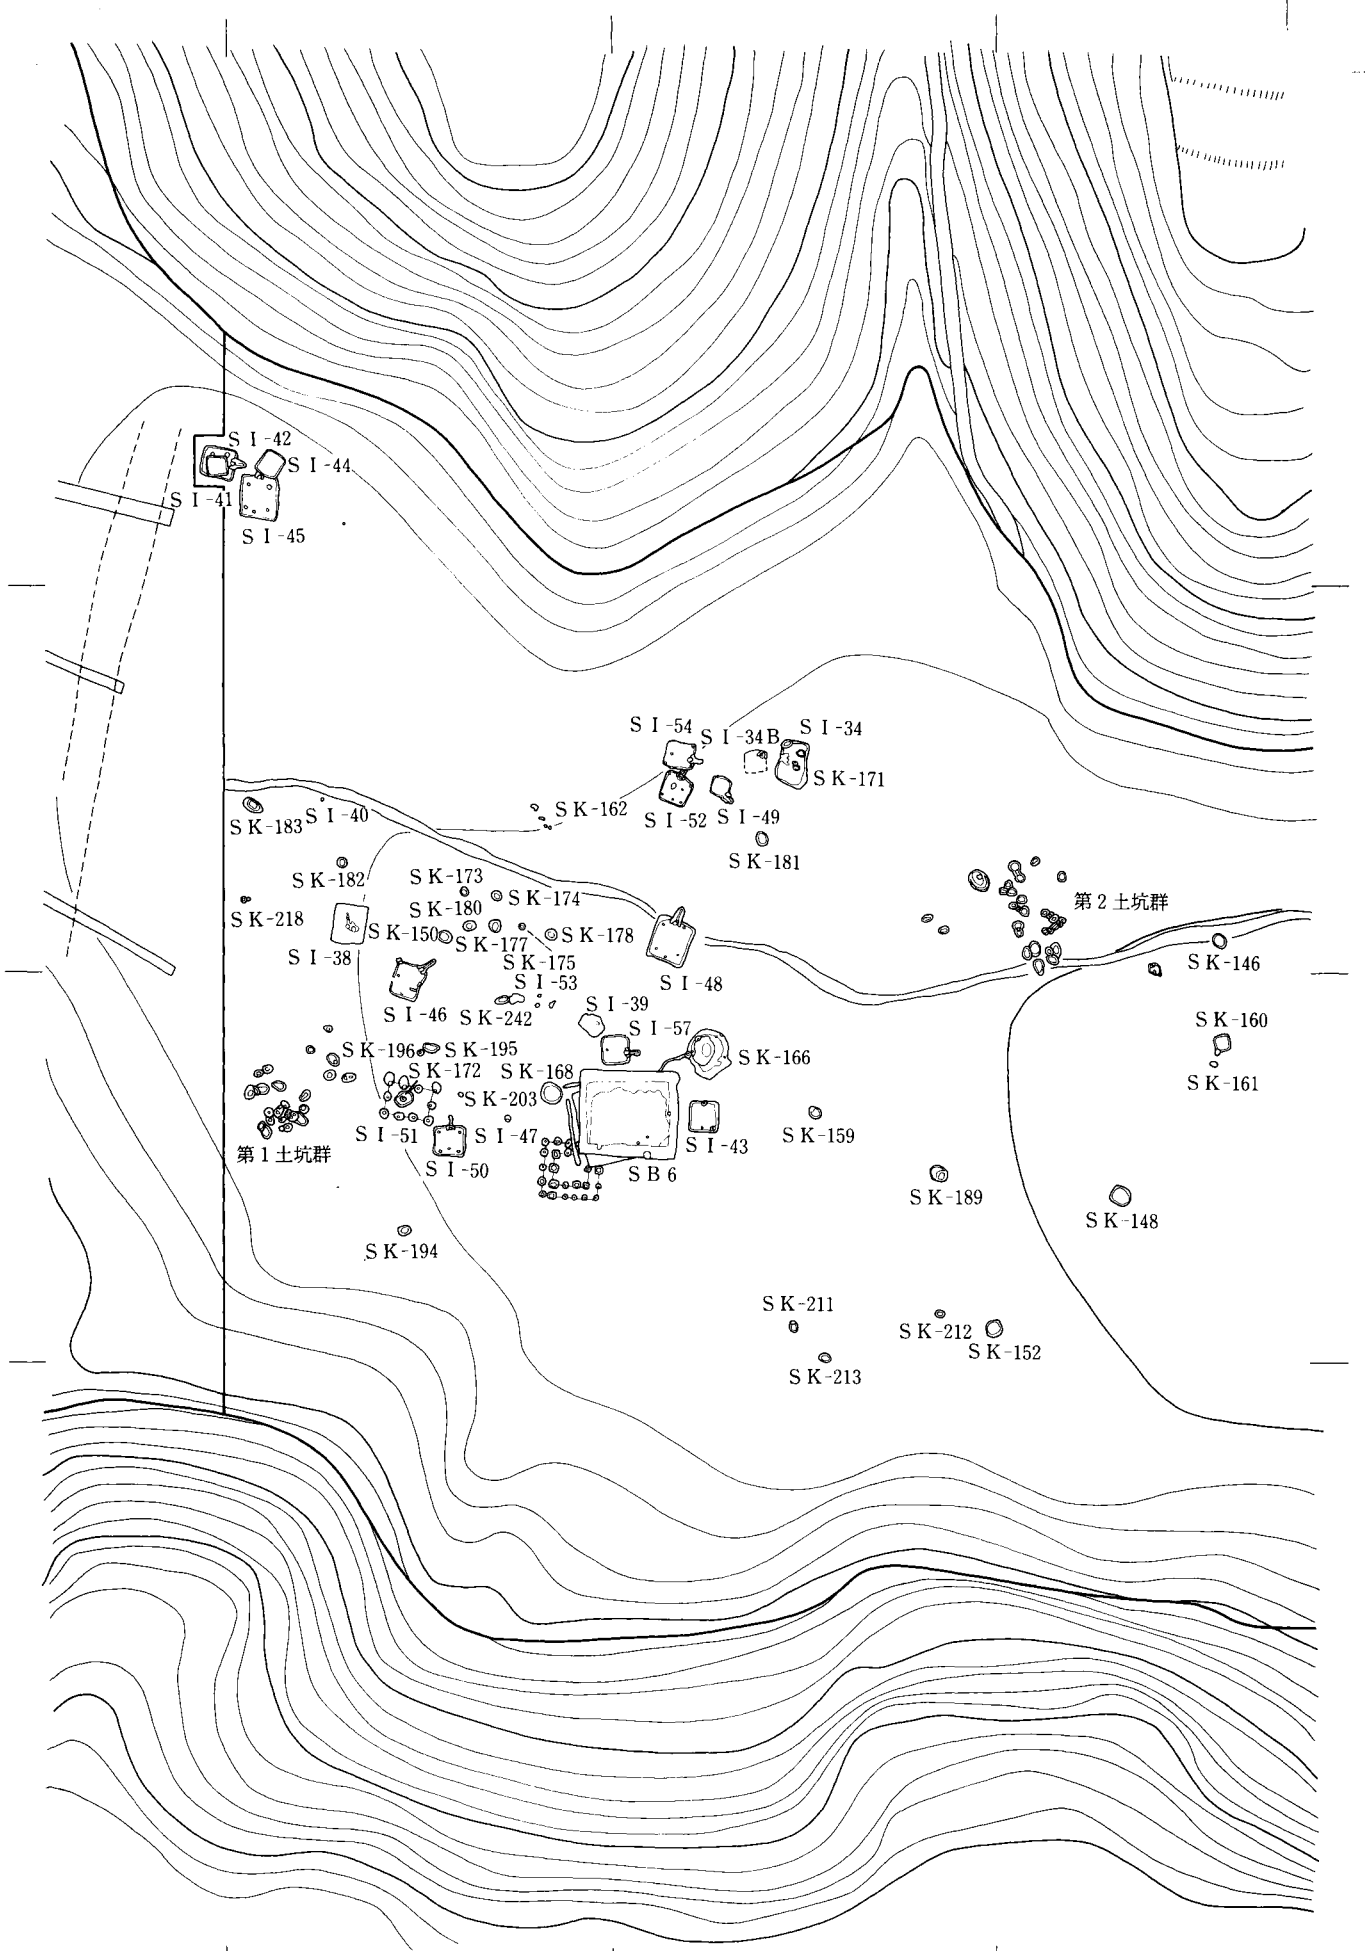 S I -42
S I -44
S I -41
S I -45
S I -54
S I -34B
S I -34
S K-171
S K-162
S I -52
S I -49
S K-183
S I -40
S K-181
S K-182
S K-173
S K-174
第2土坑群
S K-218
S K-180
S K-150
S K-177
S K-178
S K-146
S I -38
S K-175
S I -53
S I -48
S I -46
S K-242
S I -39
S K-160
S I -57
S K-196
S K-195
S K-166
S K-172
S K-168
S K-161
S K-203
S I -51
S I -47
S I -43
S K-159
第1土坑群
S I -50
S B 6
S K-189
S K-148
S K-194
S K-211
S K-212
S K-152
S K-213